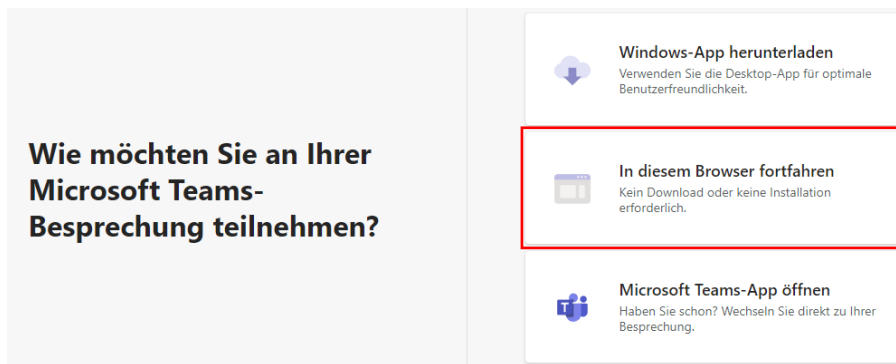 Wie möchten Sie an Ihrer
Microsoft Teams-
Besprechung teilnehmen?
Windows-App herunterladen
Verwenden Sie die Desktop-App für optimale
Benutzerfreundlichkeit.
In diesem Browser fortfahren
Kein Download oder keine Installation
erforderlich.
Microsoft Teams-App öffnen
Haben Sie schon? Wechseln Sie direkt zu Ihrer
Besprechung.